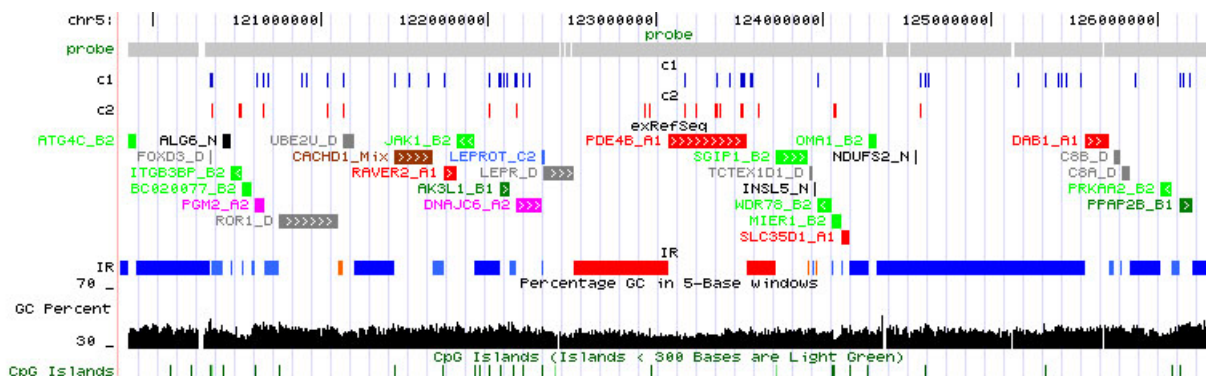 chr5: 121000000 122000000 123000000 124000000 125000000 126000000
probe
probe
c1
c1
c2
c2
exRefSeq
ATG4C_B2 ALG6_N UBE2U_D JAK1_B2 PDE4B_A1 OMA1_B2 DAB1_A1
FOXD3_D CACHD1_Mix LEPROT_C2 SGIP1_B2 NDUFS2_N C8B_D
ITGB3BP_B2 RAVER2_A1 LEPR_D TCTEX1D1_D C8A_D
BC020077_B2 AK3L1_B1 INSL5_N PRKAA2_B2
PGM2_A2 DNAJC6_A2 WDR78_B2 PPAP2B_B1
ROR1_D MIER1_B2
SLC35D1_A1
IR
IR
70 _ Percentage GC in 5-Base Windows
GC Percent
30 _
CpG Islands (Islands < 300 Bases are Light Green)
CpG Islands